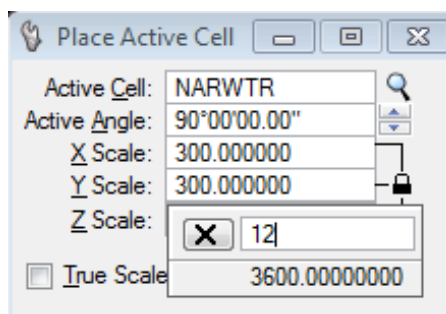 Place Active Cell
Active Cell: NARWTR
Active Angle: 90°00'00.00"
X Scale: 300.000000
Y Scale: 300.000000
Z Scale:
X 12
True Scale 3600.00000000